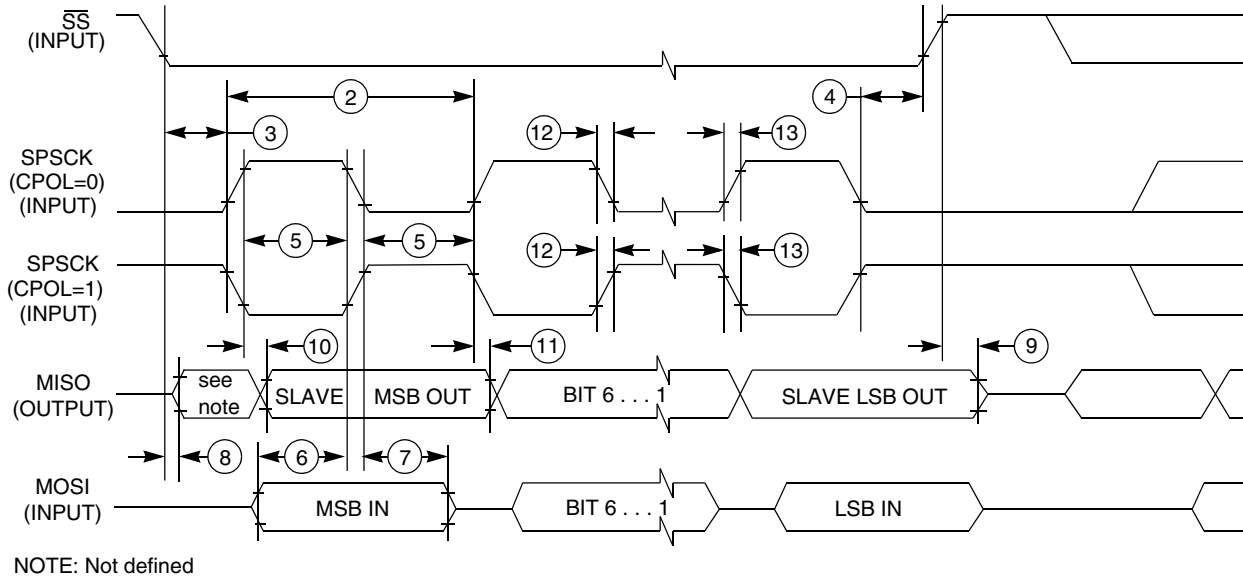 SS
(INPUT)
2
4
3
12
13
SPSCK
(CPOL=0)
(INPUT)
5
5
12
13
SPSCK
(CPOL=1)
(INPUT)
10
11
9
MISO
(OUTPUT)
see
note
SLAVE
MSB OUT
BIT 6 . . . 1
SLAVE LSB OUT
8
6
7
MOSI
(INPUT)
MSB IN
BIT 6 . . . 1
LSB IN
NOTE: Not defined